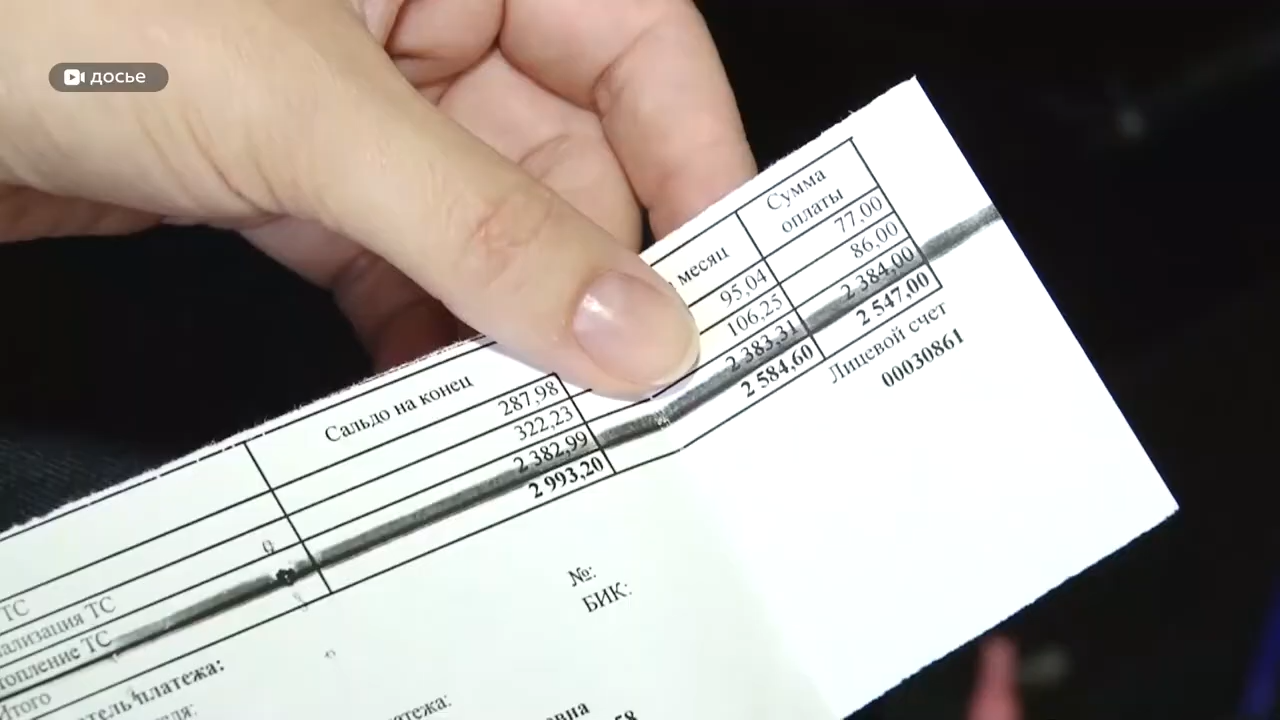 досье
Сальдо на конец
месяц
Сумма
оплаты
ТС
287,98
95,04
77,00
ТС
322,23
106,25
86,00
ТС
2 382,99
2 383,31
2 384,00
Итого
2 993,20
2 584,60
2 547,00
Лицевой счет
00030861
№:
БИК:
платежа: